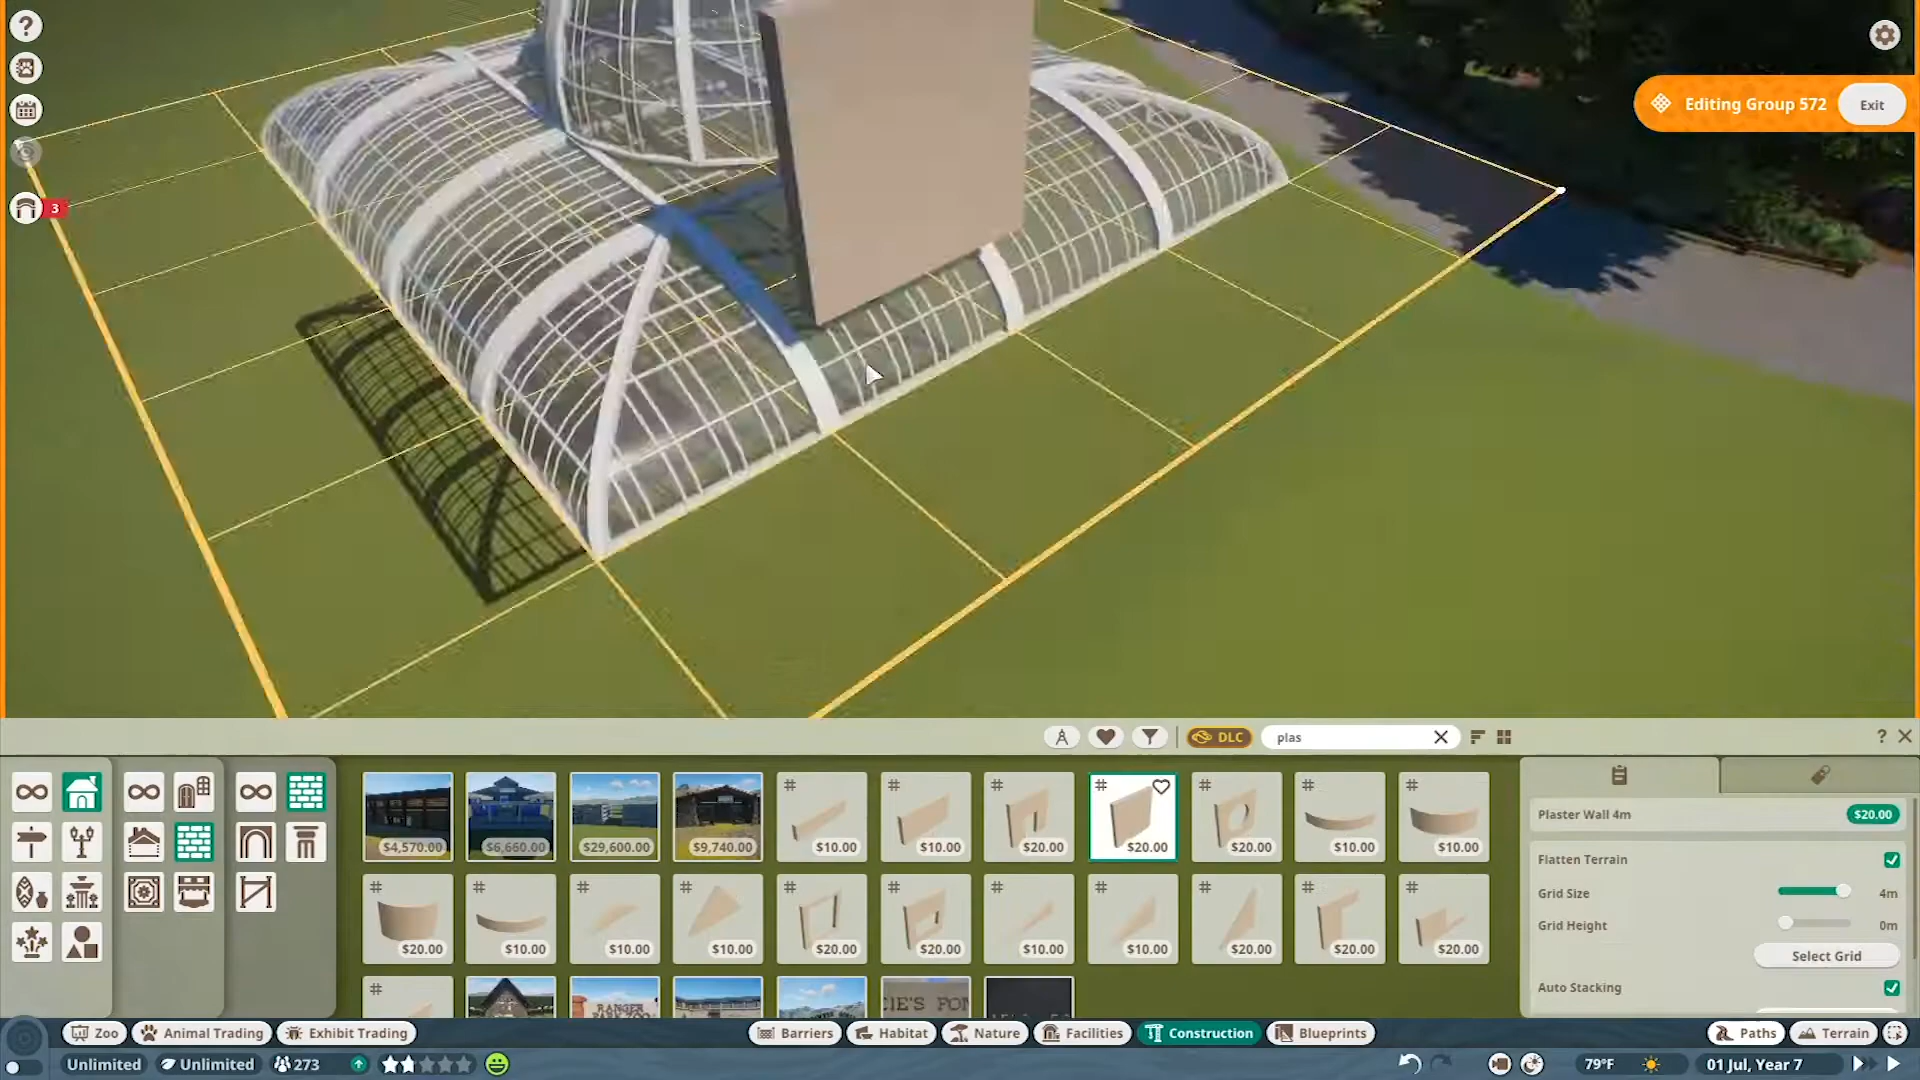 Editing Group 572
Exit
3
DLC
plas
?
$4,570.00
$6,660.00
$29,600.00
$9,740.00
$10.00
$10.00
$20.00
$20.00
$20.00
$10.00
$10.00
$20.00
$10.00
$10.00
$10.00
$20.00
$20.00
$10.00
$10.00
$20.00
$20.00
$20.00
RANGER
CIE'S FON
Plaster Wall 4m
$20.00
Flatten Terrain
Grid Size
4m
Grid Height
0m
Select Grid
Auto Stacking
Zoo
Animal Trading
Exhibit Trading
Barriers
Habitat
Nature
Facilities
Construction
Blueprints
Paths
Terrain
Unlimited
Unlimited
273
79°F
01 Jul, Year 7